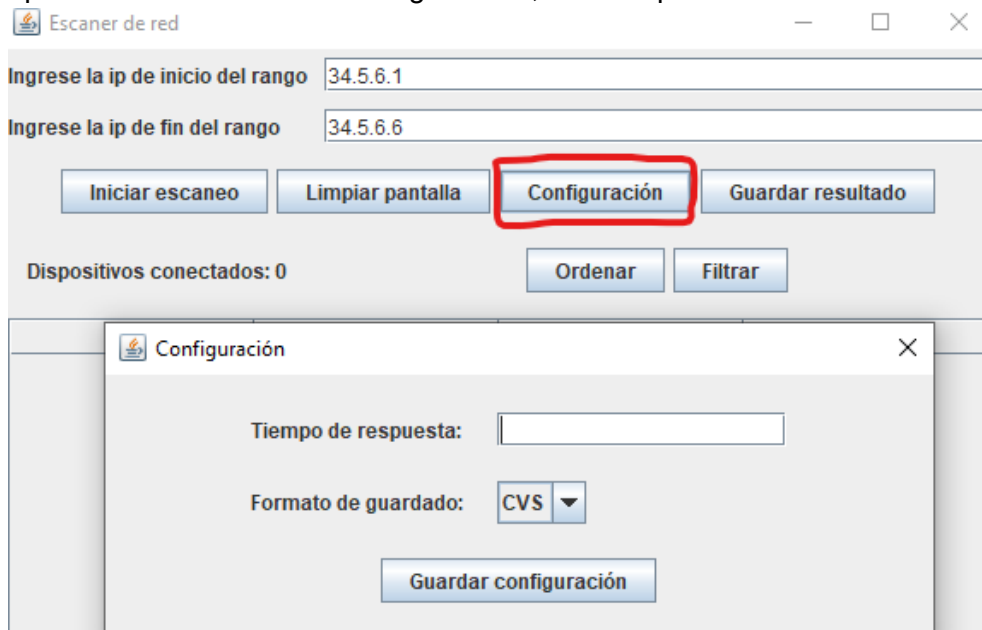 Escaner de red
Ingrese la ip de inicio del rango 34.5.6.1
Ingrese la ip de fin del rango 34.5.6.6
Iniciar escaneo Limpiar pantalla Configuración Guardar resultado
Dispositivos conectados: 0 Ordenar Filtrar
Configuración
Tiempo de respuesta:
Formato de guardado: CVS
Guardar configuración